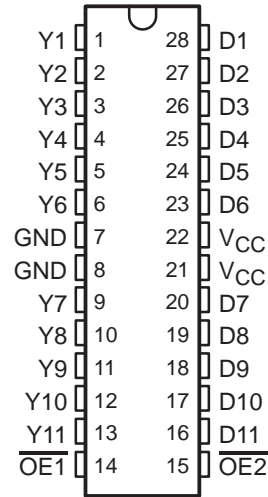 Y1 1 28 D1
Y2 2 27 D2
Y3 3 26 D3
Y4 4 25 D4
Y5 5 24 D5
Y6 6 23 D6
GND 7 22 VCC
GND 8 21 VCC
Y7 9 20 D7
Y8 10 19 D8
Y9 11 18 D9
Y10 12 17 D10
Y11 13 16 D11
OE1 14 15 OE2